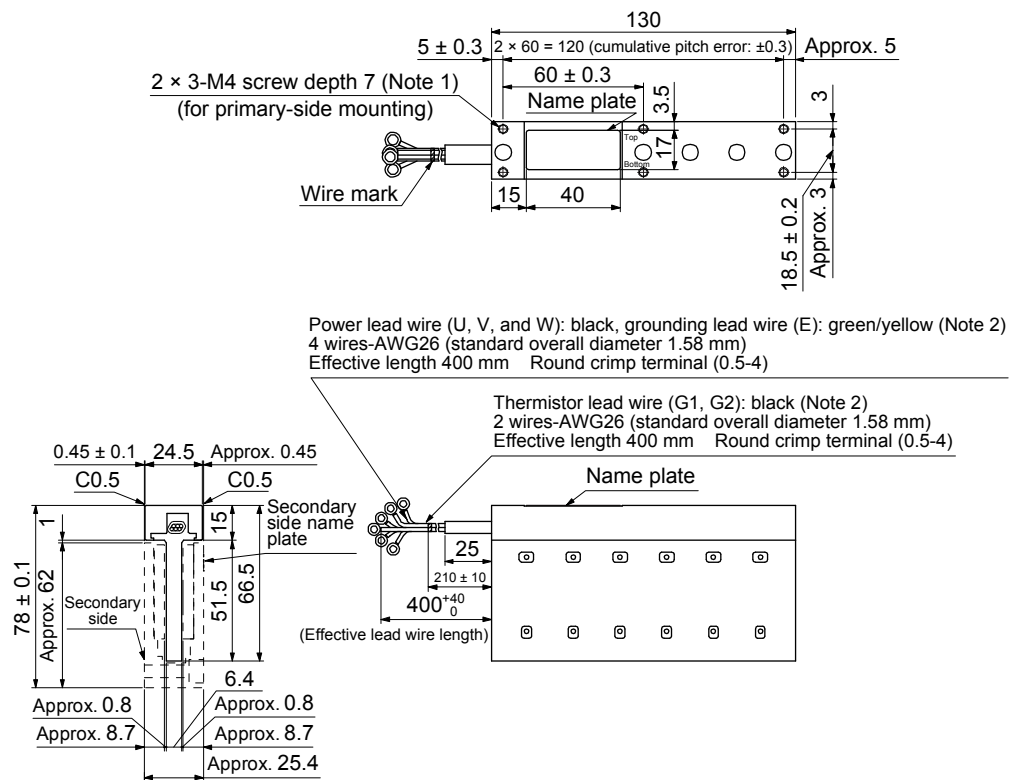 130
5 ± 0.3
2 × 60 = 120 (cumulative pitch error: ±0.3)
Approx. 5
2 × 3-M4 screw depth 7 (Note 1)
(for primary-side mounting)
60 ± 0.3
Name plate
3.5
3
Top
17
Bottom
Wire mark
15
40
18.5 ± 0.2
Approx. 3
Power lead wire (U, V, and W): black, grounding lead wire (E): green/yellow (Note 2)
4 wires-AWG26 (standard overall diameter 1.58 mm)
Effective length 400 mm Round crimp terminal (0.5-4)
Thermistor lead wire (G1, G2): black (Note 2)
2 wires-AWG26 (standard overall diameter 1.58 mm)
Effective length 400 mm Round crimp terminal (0.5-4)
0.45 ± 0.1
24.5
Approx. 0.45
C0.5
C0.5
Name plate
Secondary
side name
plate
1
15
78 ± 0.1
Approx. 62
51.5
66.5
Secondary
side
25
210 ± 10
400 +40 0
(Effective lead wire length)
6.4
Approx. 0.8
Approx. 0.8
Approx. 8.7
Approx. 8.7
Approx. 25.4